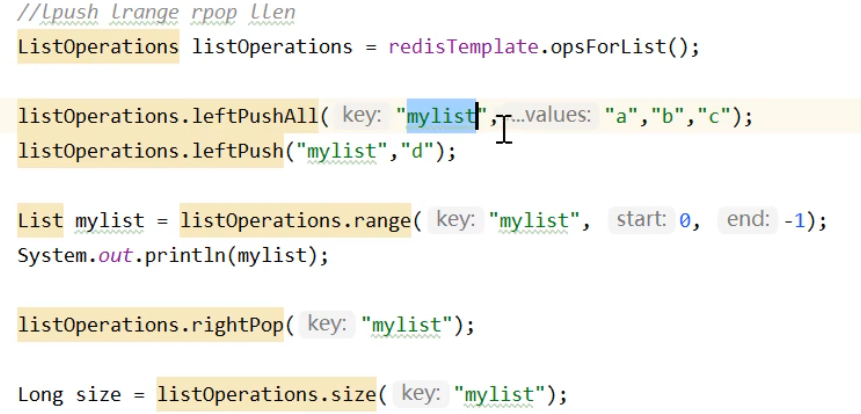 //lpush lrange rpop llen
ListOperations listOperations = redisTemplate.opsForList();
listOperations.leftPushAll( key: "mylist", ...values: "a","b","c");
listOperations.leftPush("mylist","d");
List mylist = listOperations.range( key: "mylist", start: 0, end: -1);
System.out.println(mylist);
listOperations.rightPop( key: "mylist");
Long size = listOperations.size( key: "mylist");